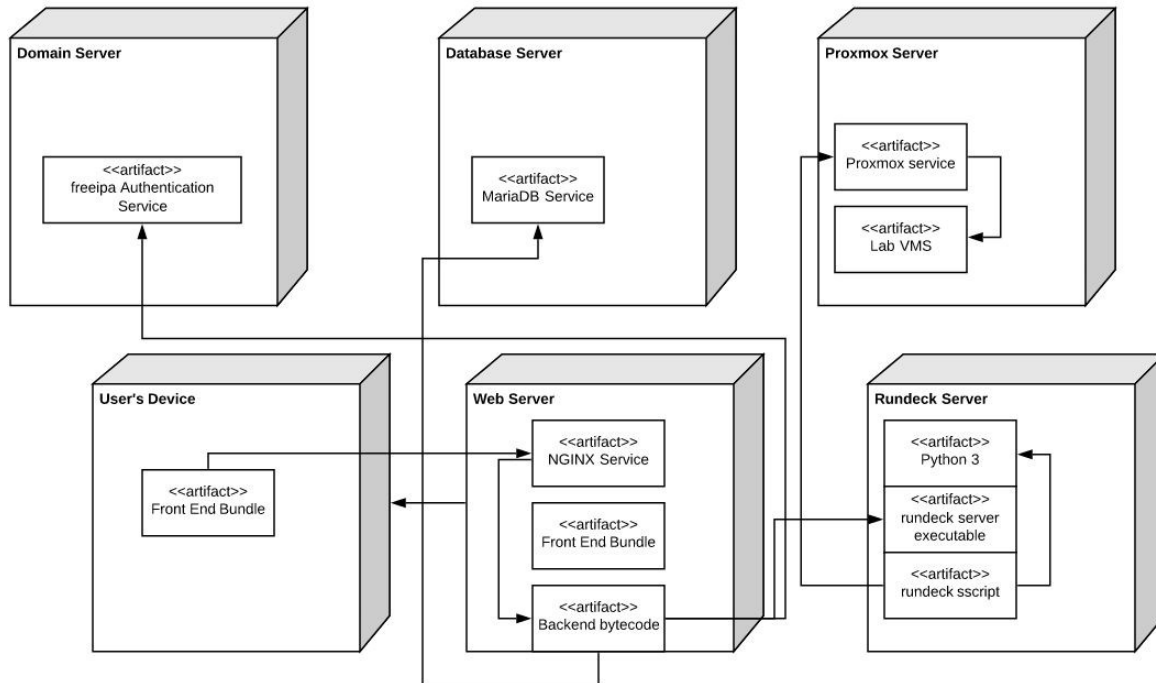 Domain Server
<<artifact>>
freeipa Authentication
Service
Database Server
<<artifact>>
MariaDB Service
Proxmox Server
<<artifact>>
Proxmox service
<<artifact>>
Lab VMS
User's Device
<<artifact>>
Front End Bundle
Web Server
<<artifact>>
NGINX Service
<<artifact>>
Front End Bundle
<<artifact>>
Backend bytecode
Rundeck Server
<<artifact>>
Python 3
<<artifact>>
rundeck server
executable
<<artifact>>
rundeck sscript